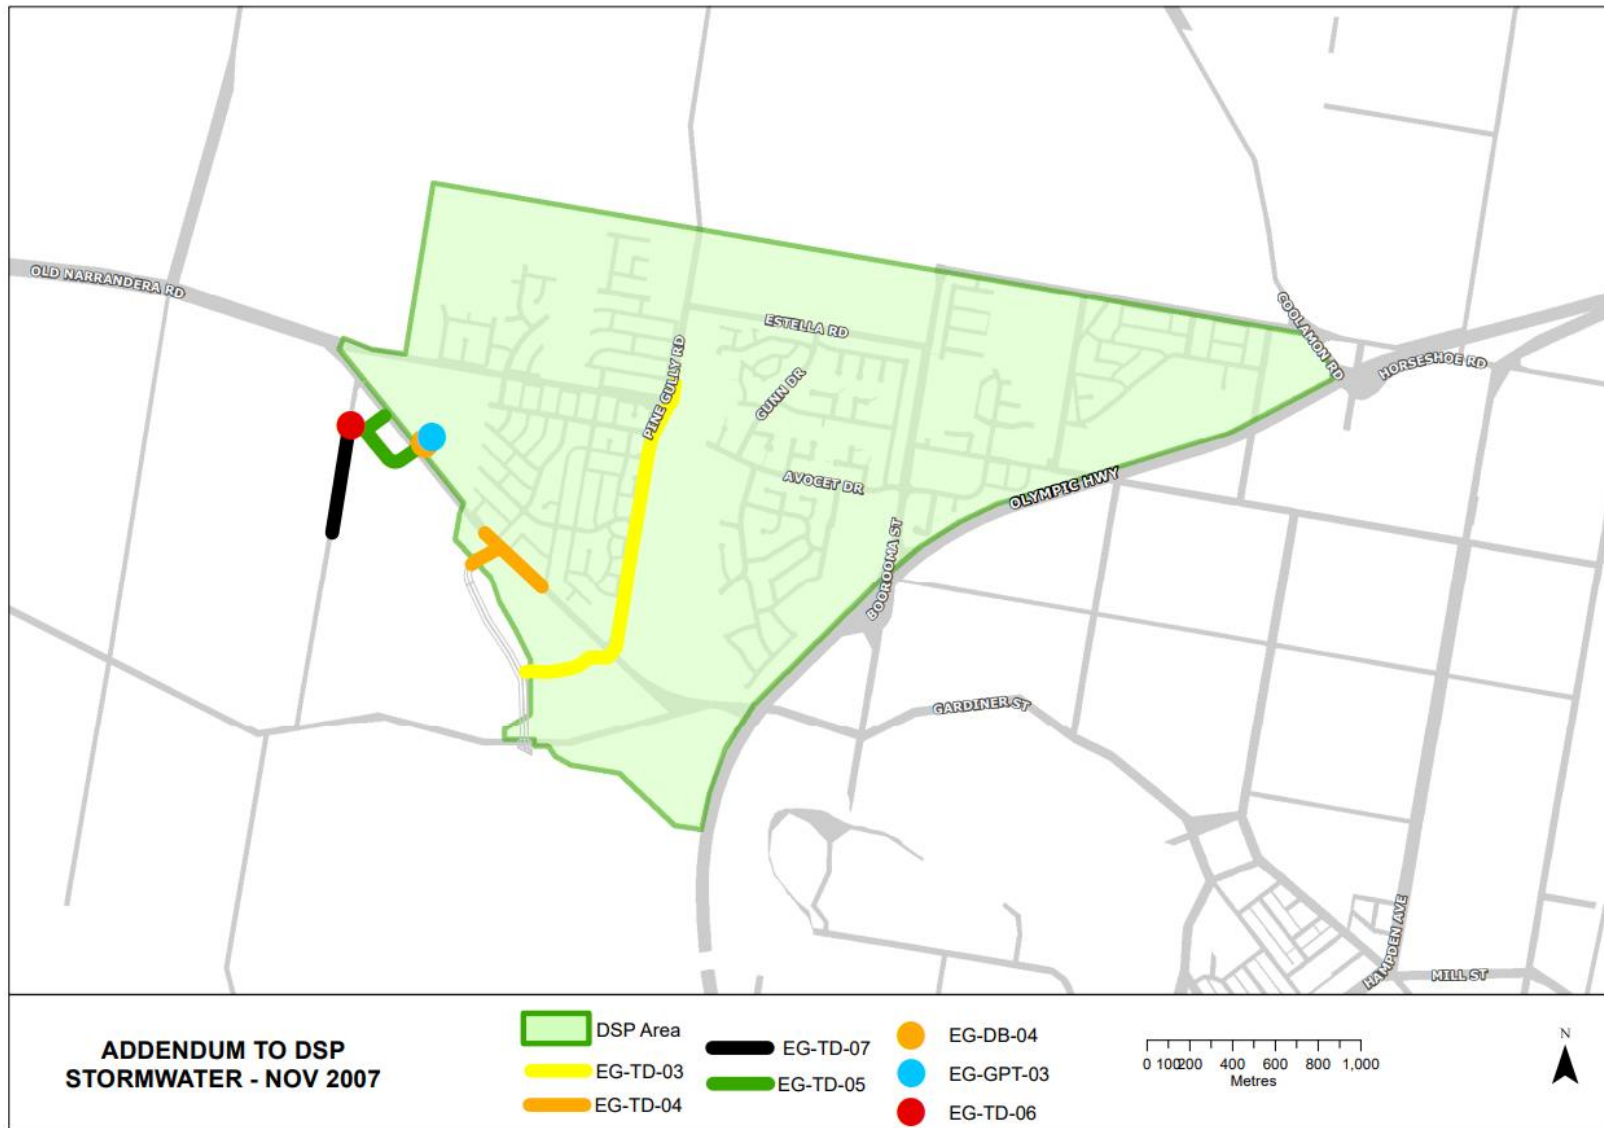 OLD NARRANDERA RD
ESTELLA RD
COOLAMON RD
HORSESHOE RD
PINE GULLY RD
GUNN DR
AVOCET DR
OLYMPIC HWY
BOOROOMA ST
GARDINER ST
HAMPDEN AVE
MILL ST
ADDENDUM TO DSP
STORMWATER - NOV 2007
DSP Area
EG-TD-03
EG-TD-04
EG-TD-07
EG-TD-05
EG-DB-04
EG-GPT-03
EG-TD-06
0 100 200 400 600 800 1,000
Metres
N